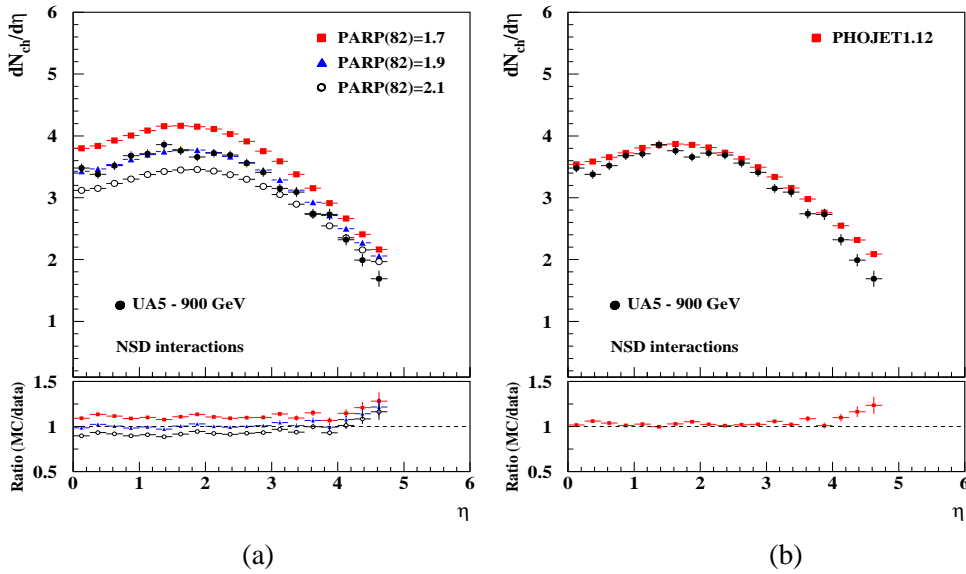 dN_ch/dη
6
5
4
3
2
1
PARP(82)=1.7
PARP(82)=1.9
PARP(82)=2.1
UA5 - 900 GeV
NSD interactions
Ratio (MC/data)
1.5
1
0.5
0 1 2 3 4 5 6
η
(a)
dN_ch/dη
6
5
4
3
2
1
PHOJET1.12
UA5 - 900 GeV
NSD interactions
Ratio (MC/data)
1.5
1
0.5
0 1 2 3 4 5 6
η
(b)